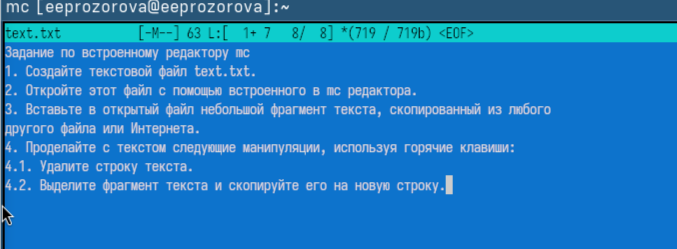 mc [eeprozorova@eeprozorova]:~
text.txt [-M--] 63 L:[ 1+ 7 8/ 8] *(719 / 719b) <EOF>
Задание по встроенному редактору mc
1. Создайте текстовой файл text.txt.
2. Откройте этот файл с помощью встроенного в mc редактора.
3. Вставьте в открытый файл небольшой фрагмент текста, скопированный из любого
другого файла или Интернета.
4. Проделайте с текстом следующие манипуляции, используя горячие клавиши:
4.1. Удалите строку текста.
4.2. Выделите фрагмент текста и скопируйте его на новую строку.